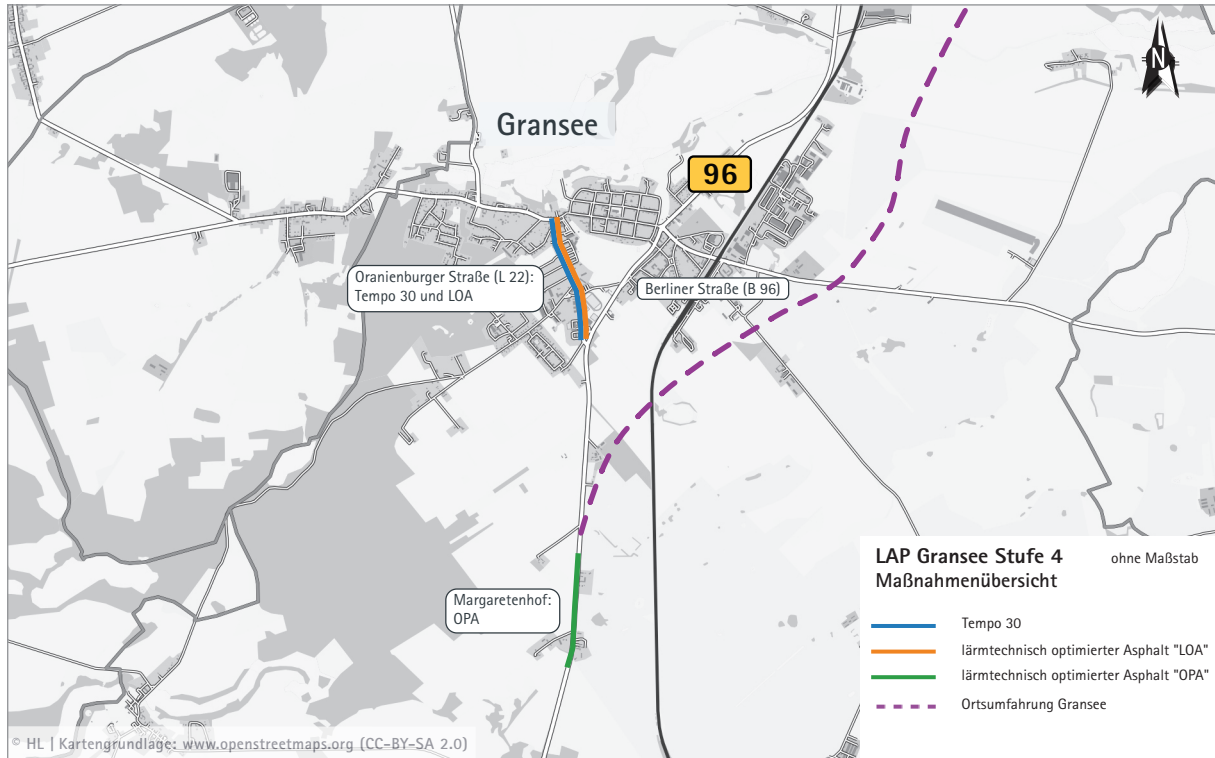 N
Gransee
96
Oranienburger Straße (L 22):
Tempo 30 und LOA
Berliner Straße (B 96)
Margaretenhof:
OPA
LAP Gransee Stufe 4
ohne Maßstab
Maßnahmenübersicht
Tempo 30
lärmtechnisch optimierter Asphalt "LOA"
lärmtechnisch optimierter Asphalt "OPA"
Ortsumfahrung Gransee
© HL | Kartengrundlage: www.openstreetmaps.org (CC-BY-SA 2.0)